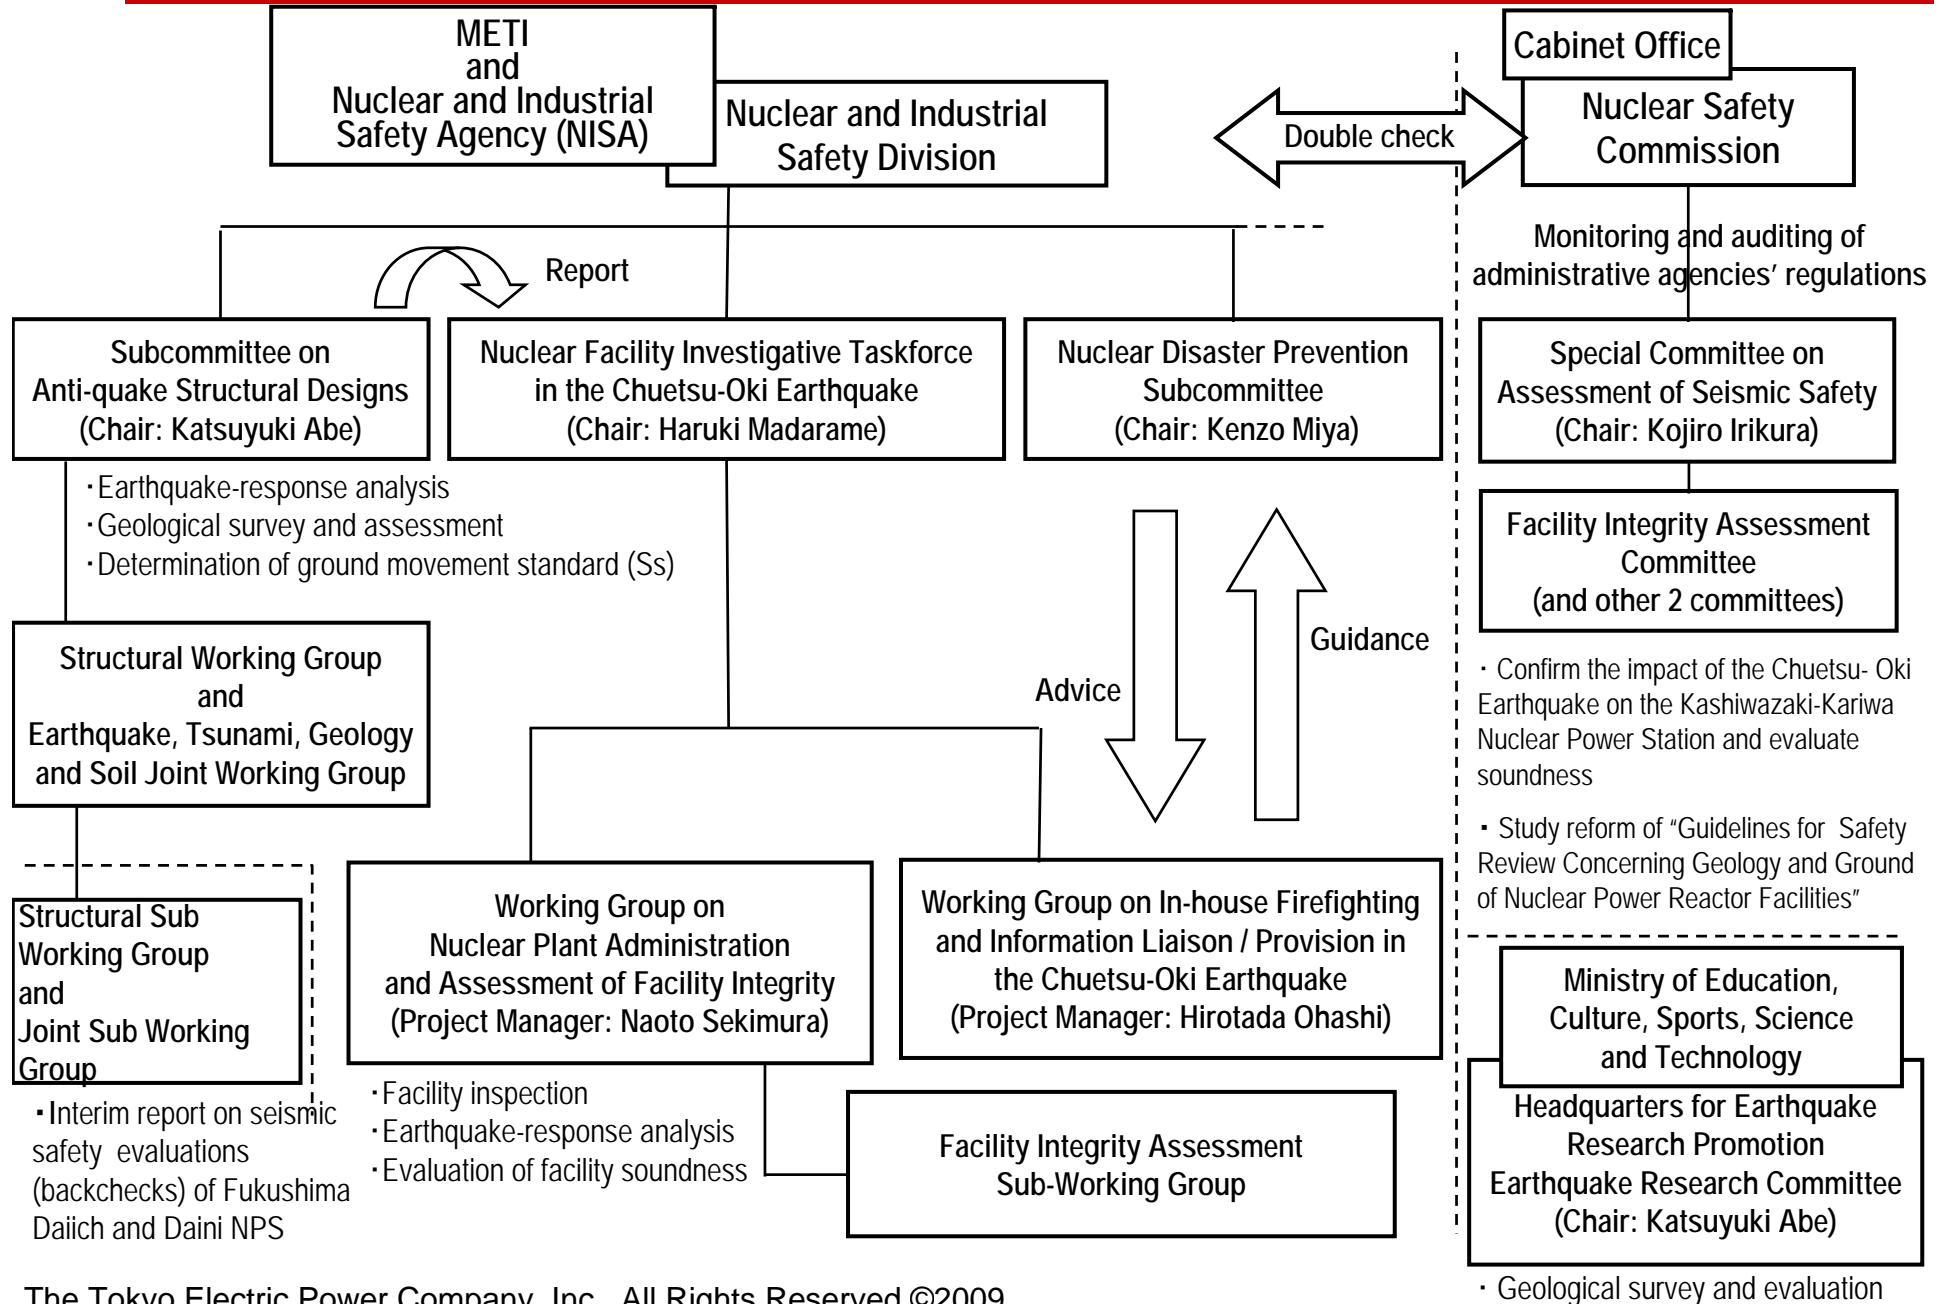 METI
and
Nuclear and Industrial
Safety Agency (NISA)
Nuclear and Industrial
Safety Division
Double check
Cabinet Office
Nuclear Safety
Commission
Monitoring and auditing of
administrative agencies’ regulations
Report
Subcommittee on
Anti-quake Structural Designs
(Chair: Katsuyuki Abe)
Nuclear Facility Investigative Taskforce
in the Chuetsu-Oki Earthquake
(Chair: Haruki Madarame)
Nuclear Disaster Prevention
Subcommittee
(Chair: Kenzo Miya)
Special Committee on
Assessment of Seismic Safety
(Chair: Kojiro Irikura)
・Earthquake-response analysis
・Geological survey and assessment
・Determination of ground movement standard (Ss)
Facility Integrity Assessment
Committee
(and other 2 committees)
Structural Working Group
and
Earthquake, Tsunami, Geology
and Soil Joint Working Group
Advice
Guidance
・ Confirm the impact of the Chuetsu- Oki
Earthquake on the Kashiwazaki-Kariwa
Nuclear Power Station and evaluate
soundness
・ Study reform of “Guidelines for Safety
Review Concerning Geology and Ground
of Nuclear Power Reactor Facilities”
Structural Sub
Working Group
and
Joint Sub Working
Group
・Interim report on seismic
safety evaluations
(backchecks) of Fukushima
Daiich and Daini NPS
Working Group on
Nuclear Plant Administration
and Assessment of Facility Integrity
(Project Manager: Naoto Sekimura)
・Facility inspection
・Earthquake-response analysis
・Evaluation of facility soundness
Working Group on In-house Firefighting
and Information Liaison / Provision in
the Chuetsu-Oki Earthquake
(Project Manager: Hirotada Ohashi)
Facility Integrity Assessment
Sub-Working Group
Ministry of Education,
Culture, Sports, Science
and Technology
Headquarters for Earthquake
Research Promotion
Earthquake Research Committee
(Chair: Katsuyuki Abe)
・ Geological survey and evaluation
The Tokyo Electric Power Company, Inc. All Rights Reserved ©2009